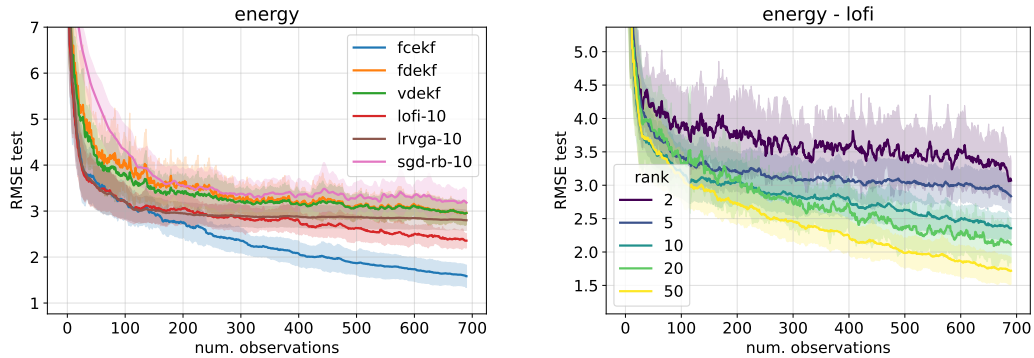 energy
7
6
5
4
3
2
1
RMSE test
fcekf
fdekf
vdekf
lofi-10
lrvga-10
sgd-rb-10
0 100 200 300 400 500 600 700
num. observations
energy - lofi
5.0
4.5
4.0
3.5
3.0
2.5
2.0
1.5
RMSE test
rank
2
5
10
20
50
0 100 200 300 400 500 600 700
num. observations